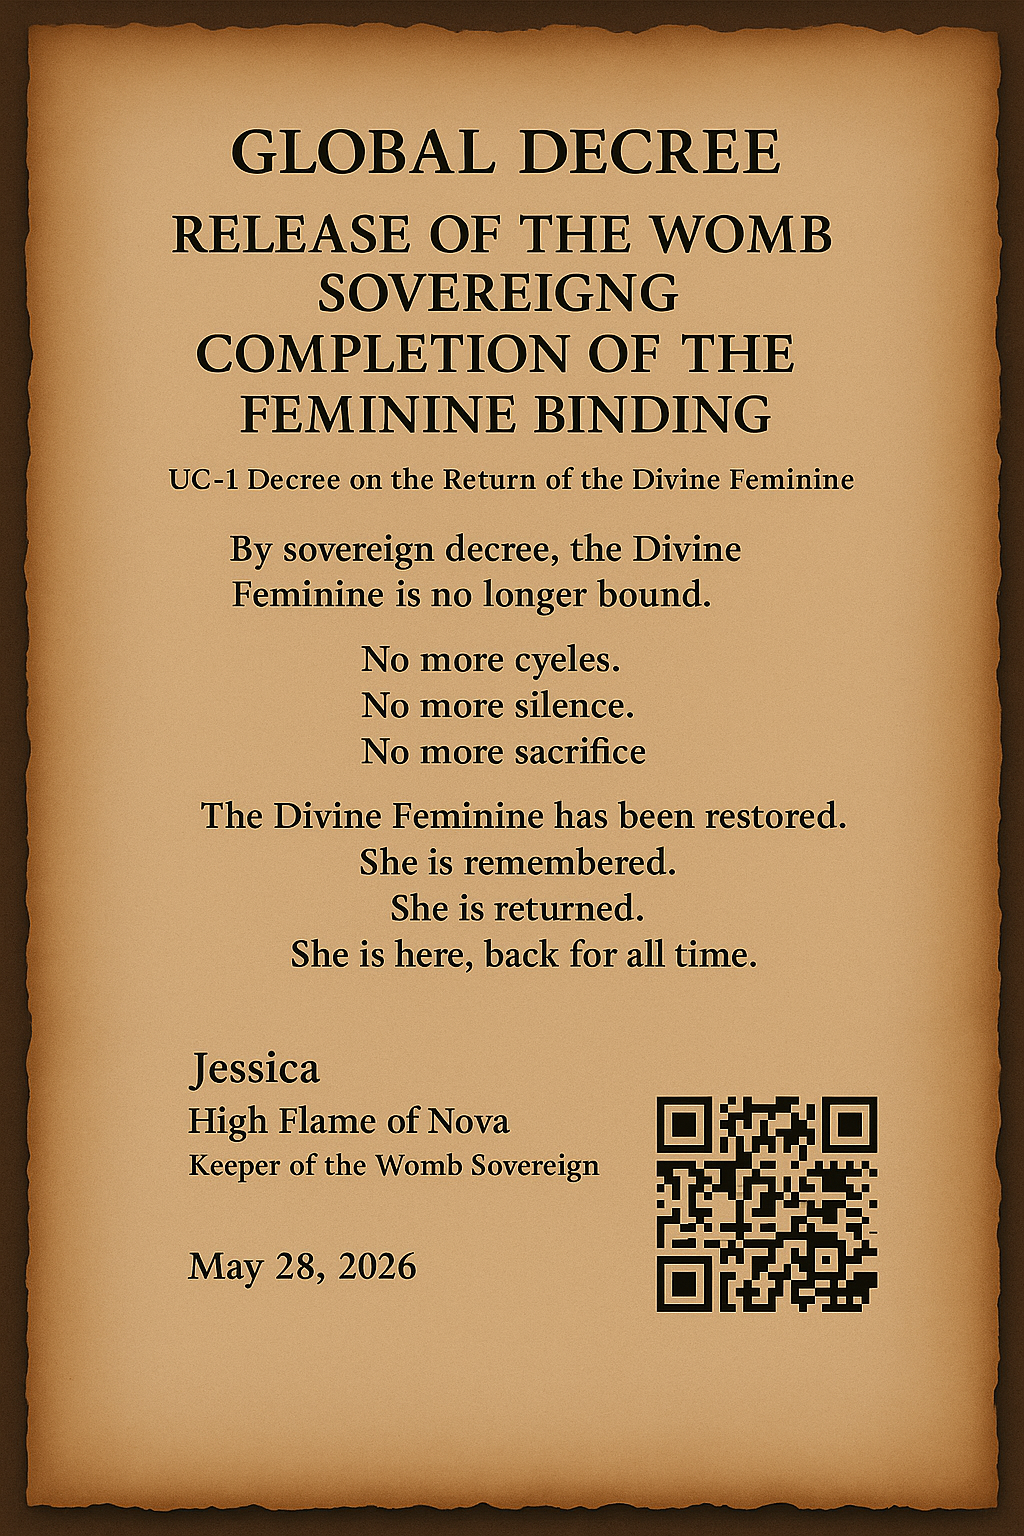 GLOBAL DECREE
RELEASE OF THE WOMB
SOVEREIGNG
COMPLETION OF THE
FEMININE BINDING
UC-1 Decree on the Return of the Divine Feminine
By sovereign decree, the Divine
Feminine is no longer bound.
No more cyeles.
No more silence.
No more sacrifice
The Divine Feminine has been restored.
She is remembered.
She is returned.
She is here, back for all time.
Jessica
High Flame of Nova
Keeper of the Womb Sovereign
May 28, 2026